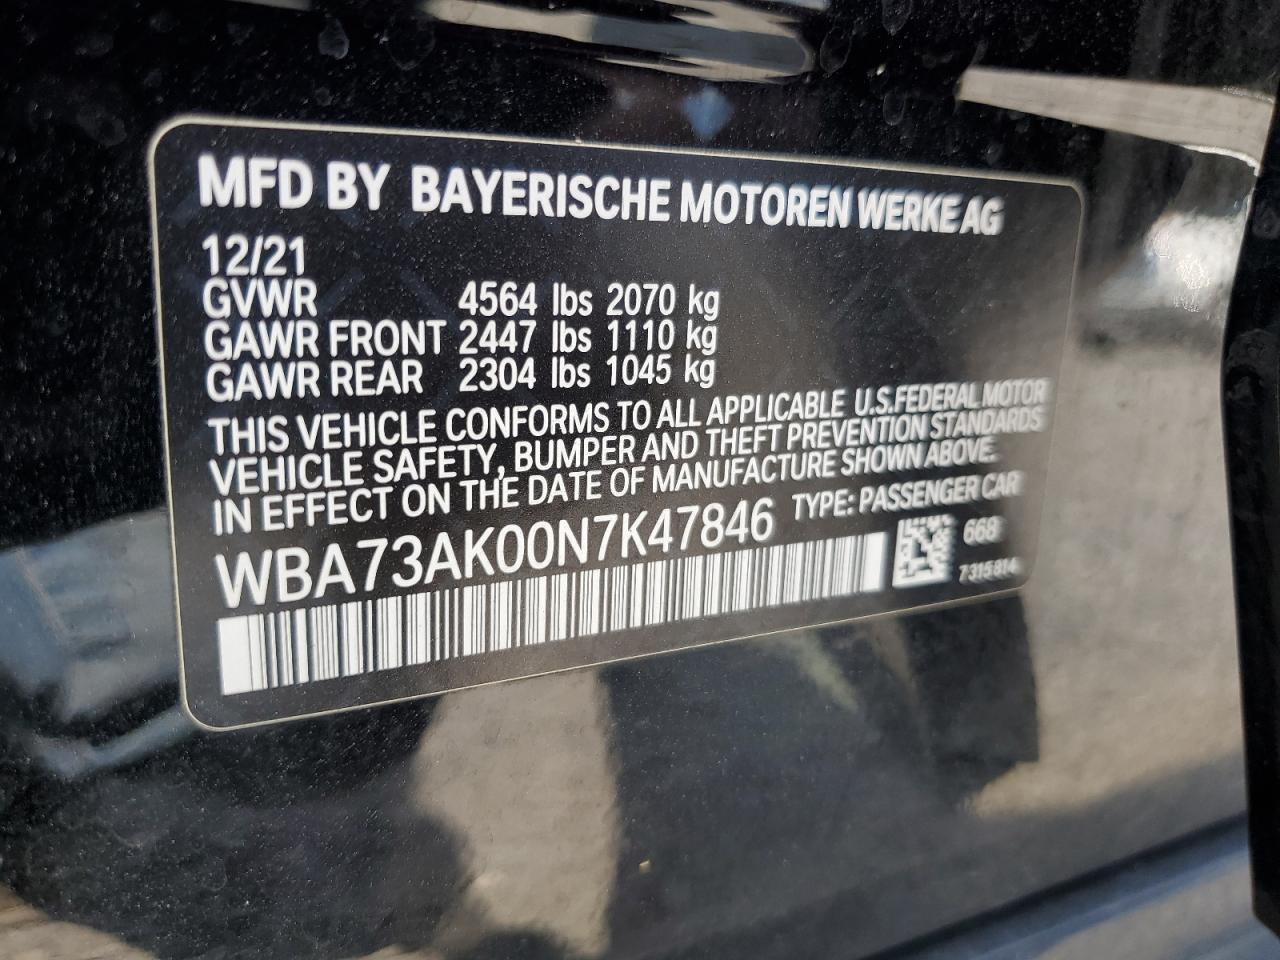 MFD BY BAYERISCHE MOTOREN WERKE AG
12/21
GVWR 4564 lbs 2070 kg
GAWR FRONT 2447 lbs 1110 kg
GAWR REAR 2304 lbs 1045 kg
THIS VEHICLE CONFORMS TO ALL APPLICABLE U.S.FEDERAL MOTOR
VEHICLE SAFETY, BUMPER AND THEFT PREVENTION STANDARDS
IN EFFECT ON THE DATE OF MANUFACTURE SHOWN ABOVE.
WBA73AK00N7K47846 TYPE: PASSENGER CAR
668
7315814